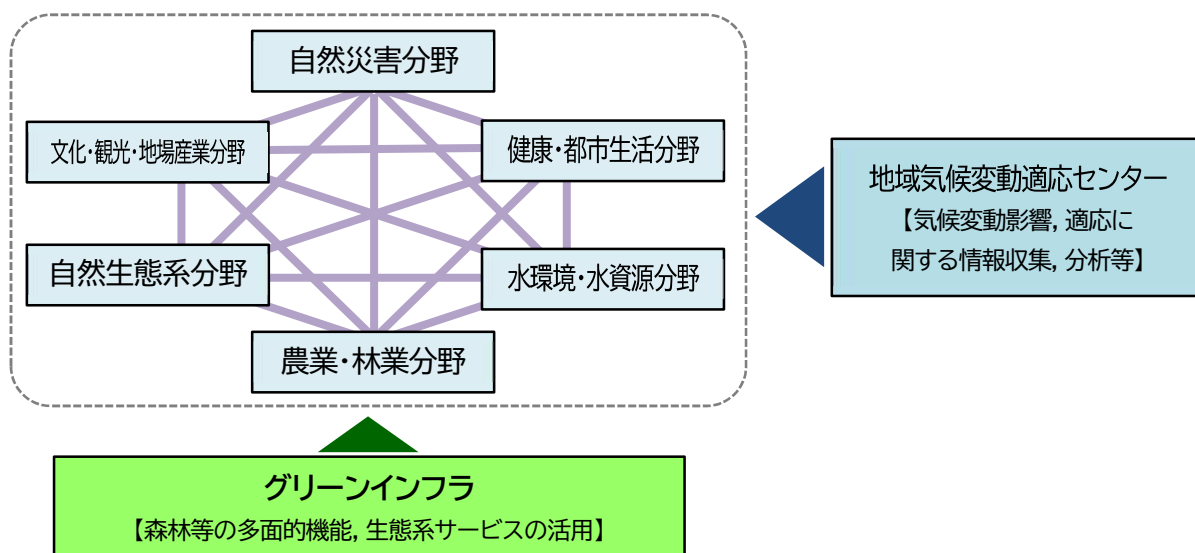 自然災害分野
文化・観光・地場産業分野
健康・都市生活分野
自然生態系分野
水環境・水資源分野
農業・林業分野
地域気候変動適応センター
【気候変動影響, 適応に
関する情報収集, 分析等】
グリーンインフラ
【森林等の多面的機能, 生態系サービスの活用】